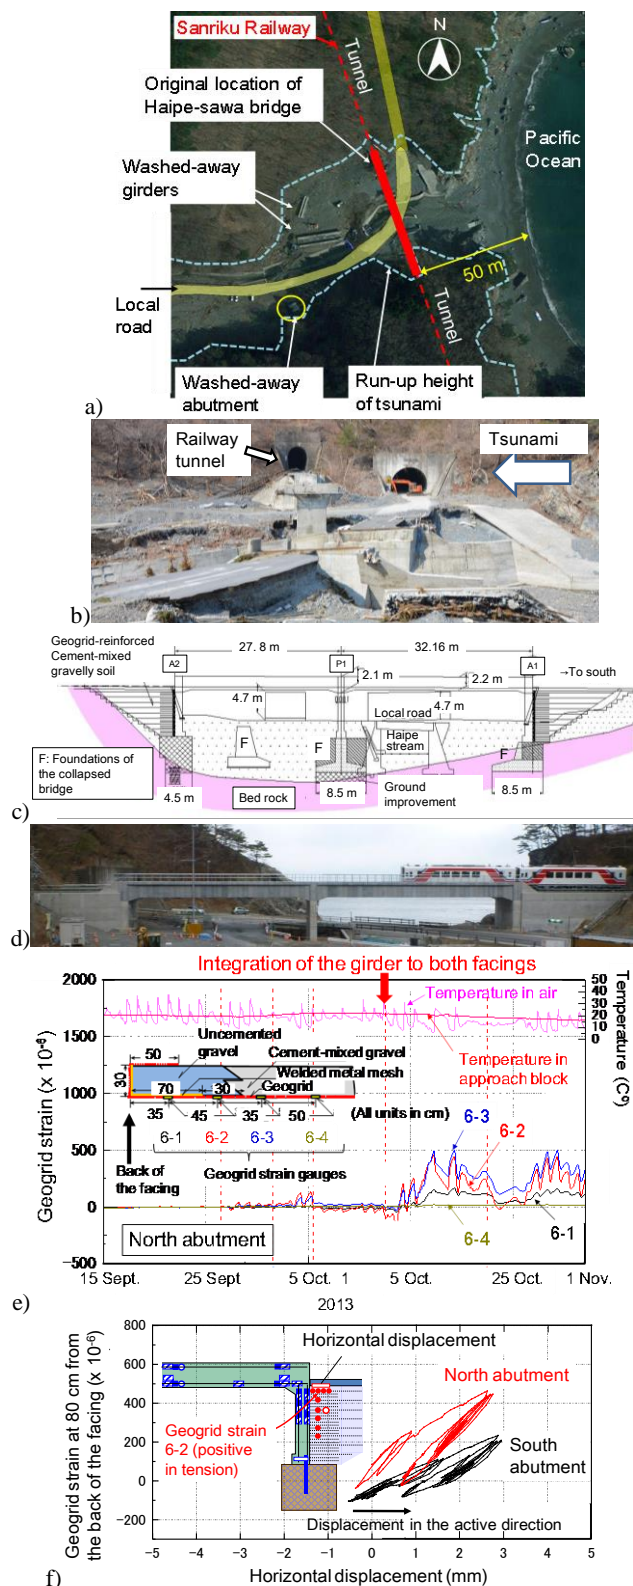 Sanriku Railway
N
Tunnel
Original location of
Haipe-sawa bridge
Pacific
Ocean
Washed-away
girders
50 m
Local
road
Tunnel
Washed-away
abutment
Run-up height
of tsunami
a)
Railway
tunnel
Tsunami
b)
Geogrid-reinforced
Cement-mixed
gravelly soil
A2
27. 8 m
P1
32.16 m
A1
2.1 m
2.2 m
→To south
4.7 m
4.7 m
Local road
F
F
Haipe
stream
F
F: Foundations of
the collapsed
bridge
4.5 m
Bed rock
8.5 m
Ground
improvement
8.5 m
c)
d)
Integration of the girder to both facings
2000
1500
1000
500
0
-500
Geogrid strain (x 10⁻⁶)
50
40
30
20
10
0
Temperature (Cº)
Temperature in air
Temperature in
approach block
Uncemented
gravel
Cement-mixed gravel
Welded metal mesh
Geogrid
50
30
70
30
35
45
35
50
(All units in cm)
6-1
6-2
6-3
6-4
Back of
the facing
Geogrid strain gauges
6-3
6-2
6-1
6-4
North abutment
15 Sept.
25 Sept.
5 Oct.
1
5 Oct.
25 Oct.
1 Nov.
2013
e)
800
600
400
200
0
-200
Geogrid strain at 80 cm from
the back of the facing (x 10⁻⁶)
Horizontal displacement
North abutment
Geogrid strain
6-2 (positive
in tension)
South
abutment
Displacement in the active direction
-5
-4
-3
-2
-1
0
1
2
3
4
5
Horizontal displacement (mm)
f)